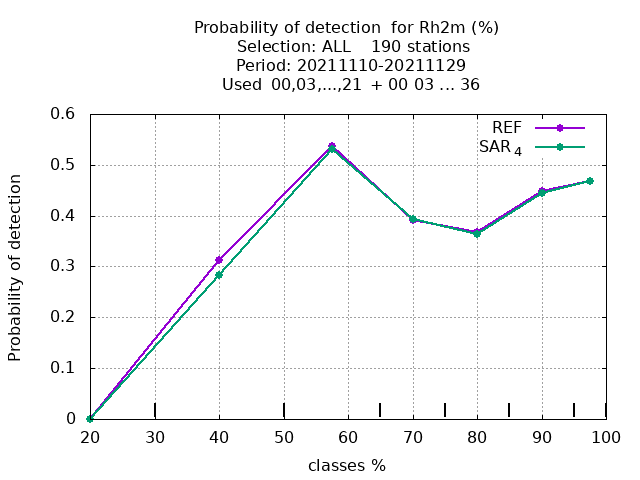 Probability of detection for Rh2m (%)
Selection: ALL 190 stations
Period: 20211110-20211129
Used 00,03,...,21 + 00 03 ... 36
REF
SAR4
Probability of detection
0.6
0.5
0.4
0.3
0.2
0.1
0
20 30 40 50 60 70 80 90 100
classes %